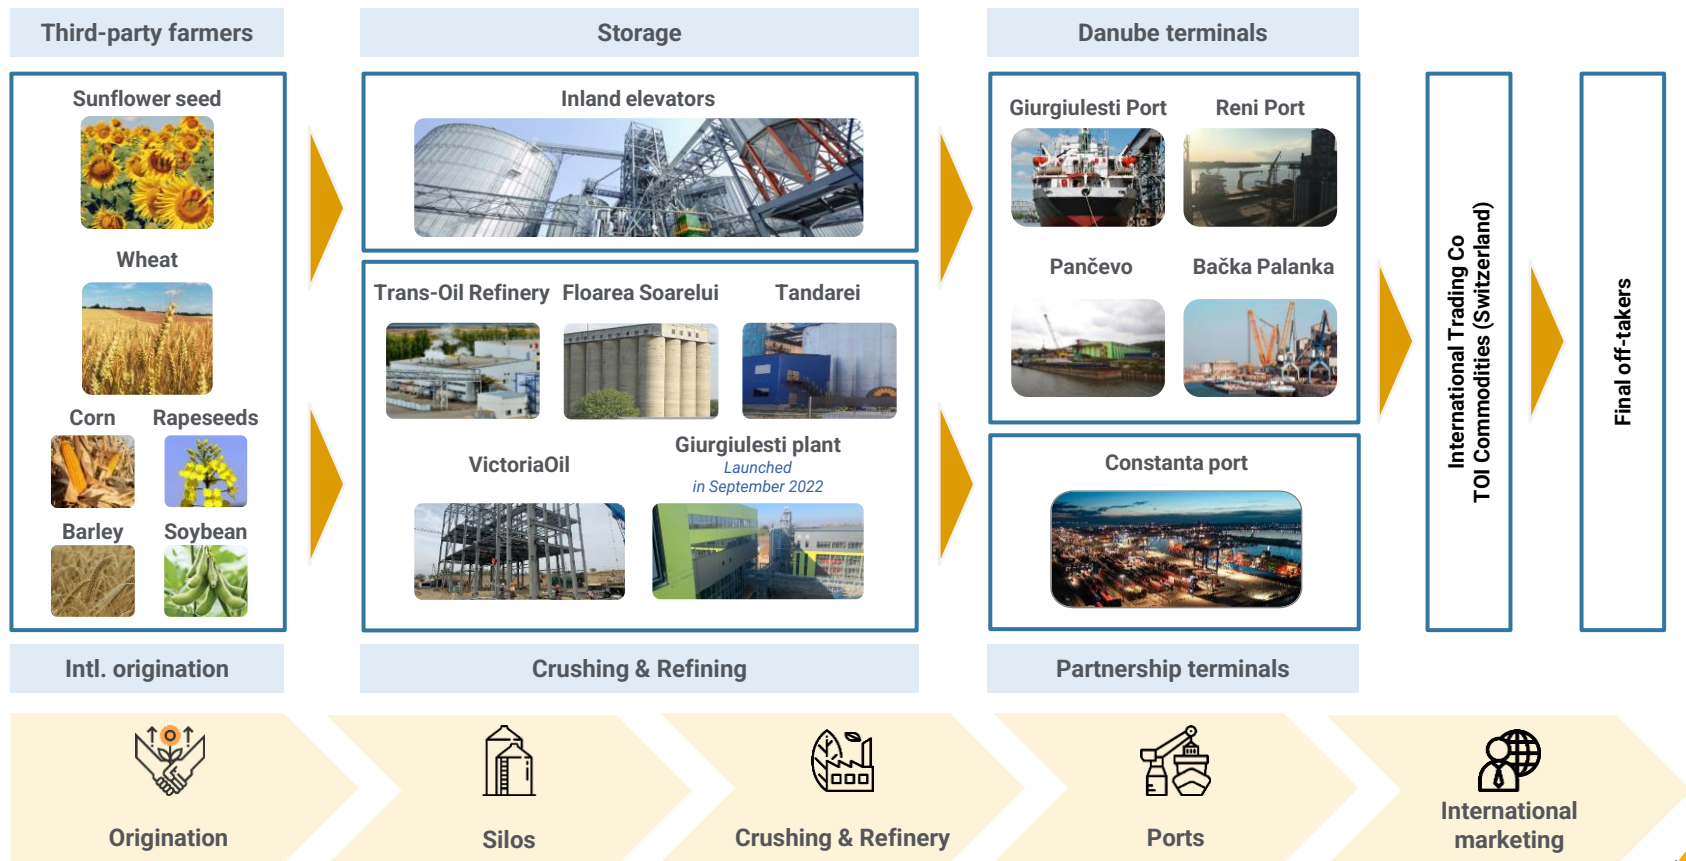 Third-party farmers
Storage
Danube terminals
Sunflower seed
Wheat
Corn
Rapeseeds
Barley
Soybean
Inland elevators
Trans-Oil Refinery
Floarea Soarelui
Tandarei
VictoriaOil
Giurgiulesti plant
Launched
in September 2022
Giurgiulesti Port
Reni Port
Pančevo
Bačka Palanka
Constanta port
International Trading Co
TOI Commodities (Switzerland)
Final off-takers
Intl. origination
Crushing & Refining
Partnership terminals
Origination
Silos
Crushing & Refinery
Ports
International
marketing